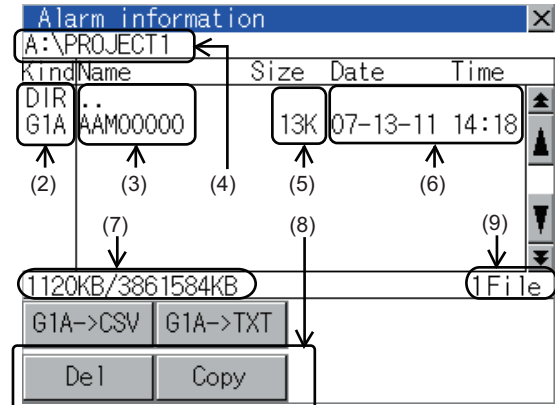 Alarm information
A:\PROJECT1
Kind Name Size Date Time
DIR ..
G1A AAM00000 13K 07-13-11 14:18
(2) (3) (4) (5) (6)
(7) (8) (9)
1120KB/3861584KB 1File
G1A->CSV G1A->TXT
Del Copy